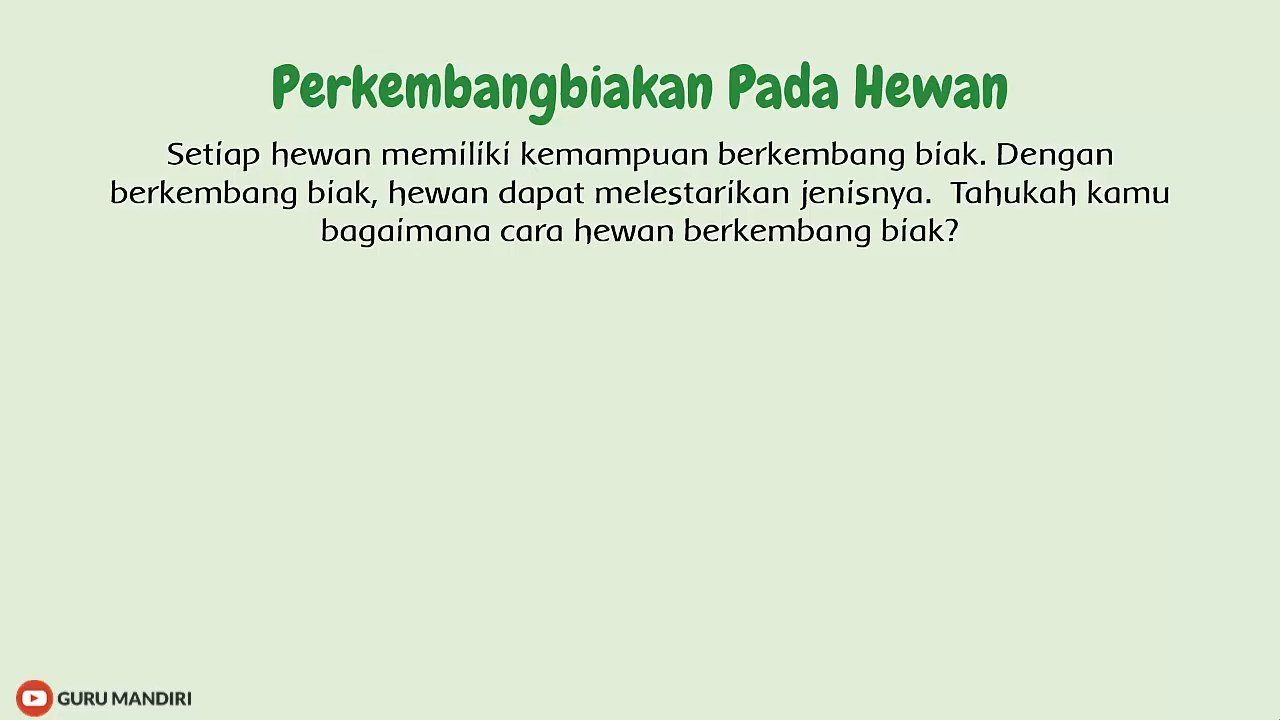 Perkembangbiakan Pada Hewan
Setiap hewan memiliki kemampuan berkembang biak. Dengan
berkembang biak, hewan dapat melestarikan jenisnya.  Tahukah kamu
bagaimana cara hewan berkembang biak?
GURU MANDIRI